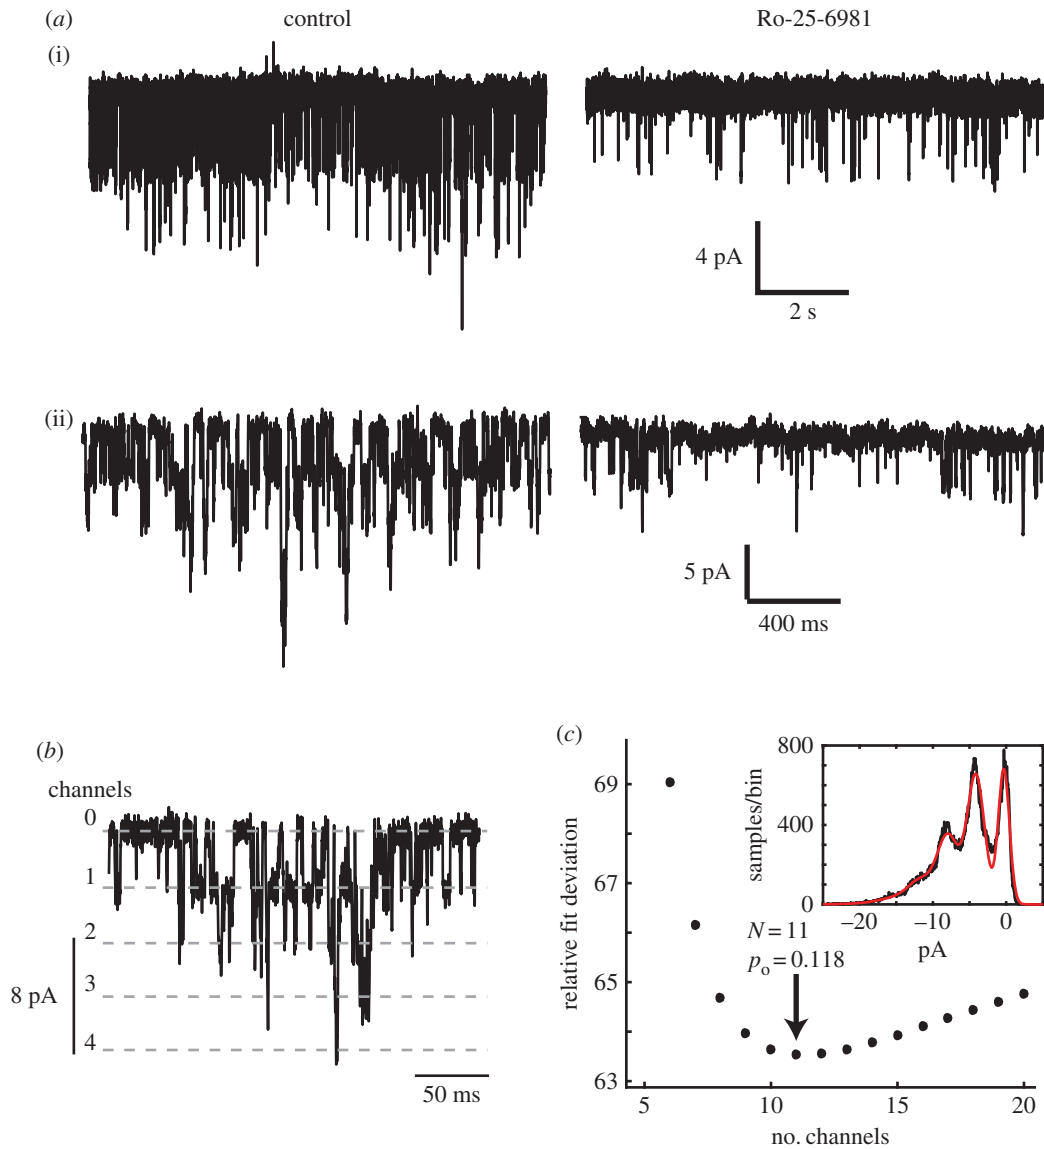 (a) control Ro-25-6981
(i)
4 pA
2 s
(ii)
5 pA
400 ms
(b)
channels
0
1
2
3
4
8 pA
50 ms
(c)
69
67
65
63
relative fit deviation
5 10 15 20
no. channels
N = 11
pₒ = 0.118
800
400
0
samples/bin
−20 −10 0
pA